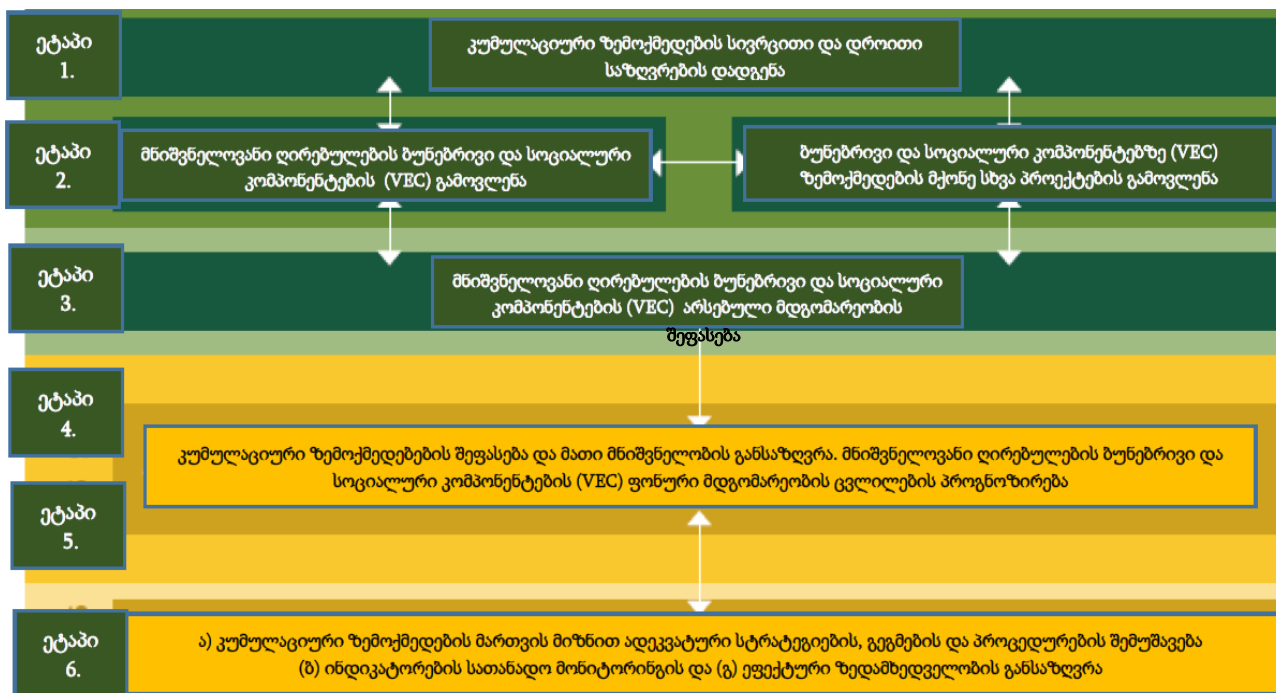 ეტაპი
1.
კუმულაციური ზემოქმედების სივრცითი და დროითი
საზღვრების დადგენა
ეტაპი
2.
მნიშვნელოვანი ღირებულების ბუნებრივი და სოციალური
კომპონენტების (VEC) გამოვლენა
ბუნებრივი და სოციალური კომპონენტებზე (VEC)
ზემოქმედების მქონე სხვა პროექტების გამოვლენა
ეტაპი
3.
მნიშვნელოვანი ღირებულების ბუნებრივი და სოციალური
კომპონენტების (VEC) არსებული მდგომარეობის
შეფასება
ეტაპი
4.
კუმულაციური ზემოქმედებების შეფასება და მათი მნიშვნელობის განსაზღვრა. მნიშვნელოვანი ღირებულების ბუნებრივი და
სოციალური კომპონენტების (VEC) ფონური მდგომარეობის ცვლილების პროგნოზირება
ეტაპი
5.
ეტაპი
6.
ა) კუმულაციური ზემოქმედების მართვის მიზნით ადეკვატური სტრატეგიების, გეგმების და პროცედურების შემუშავება
(ბ) ინდიკატორების სათანადო მონიტორინგის და (გ) ეფექტური ზედამხედველობის განსაზღვრა